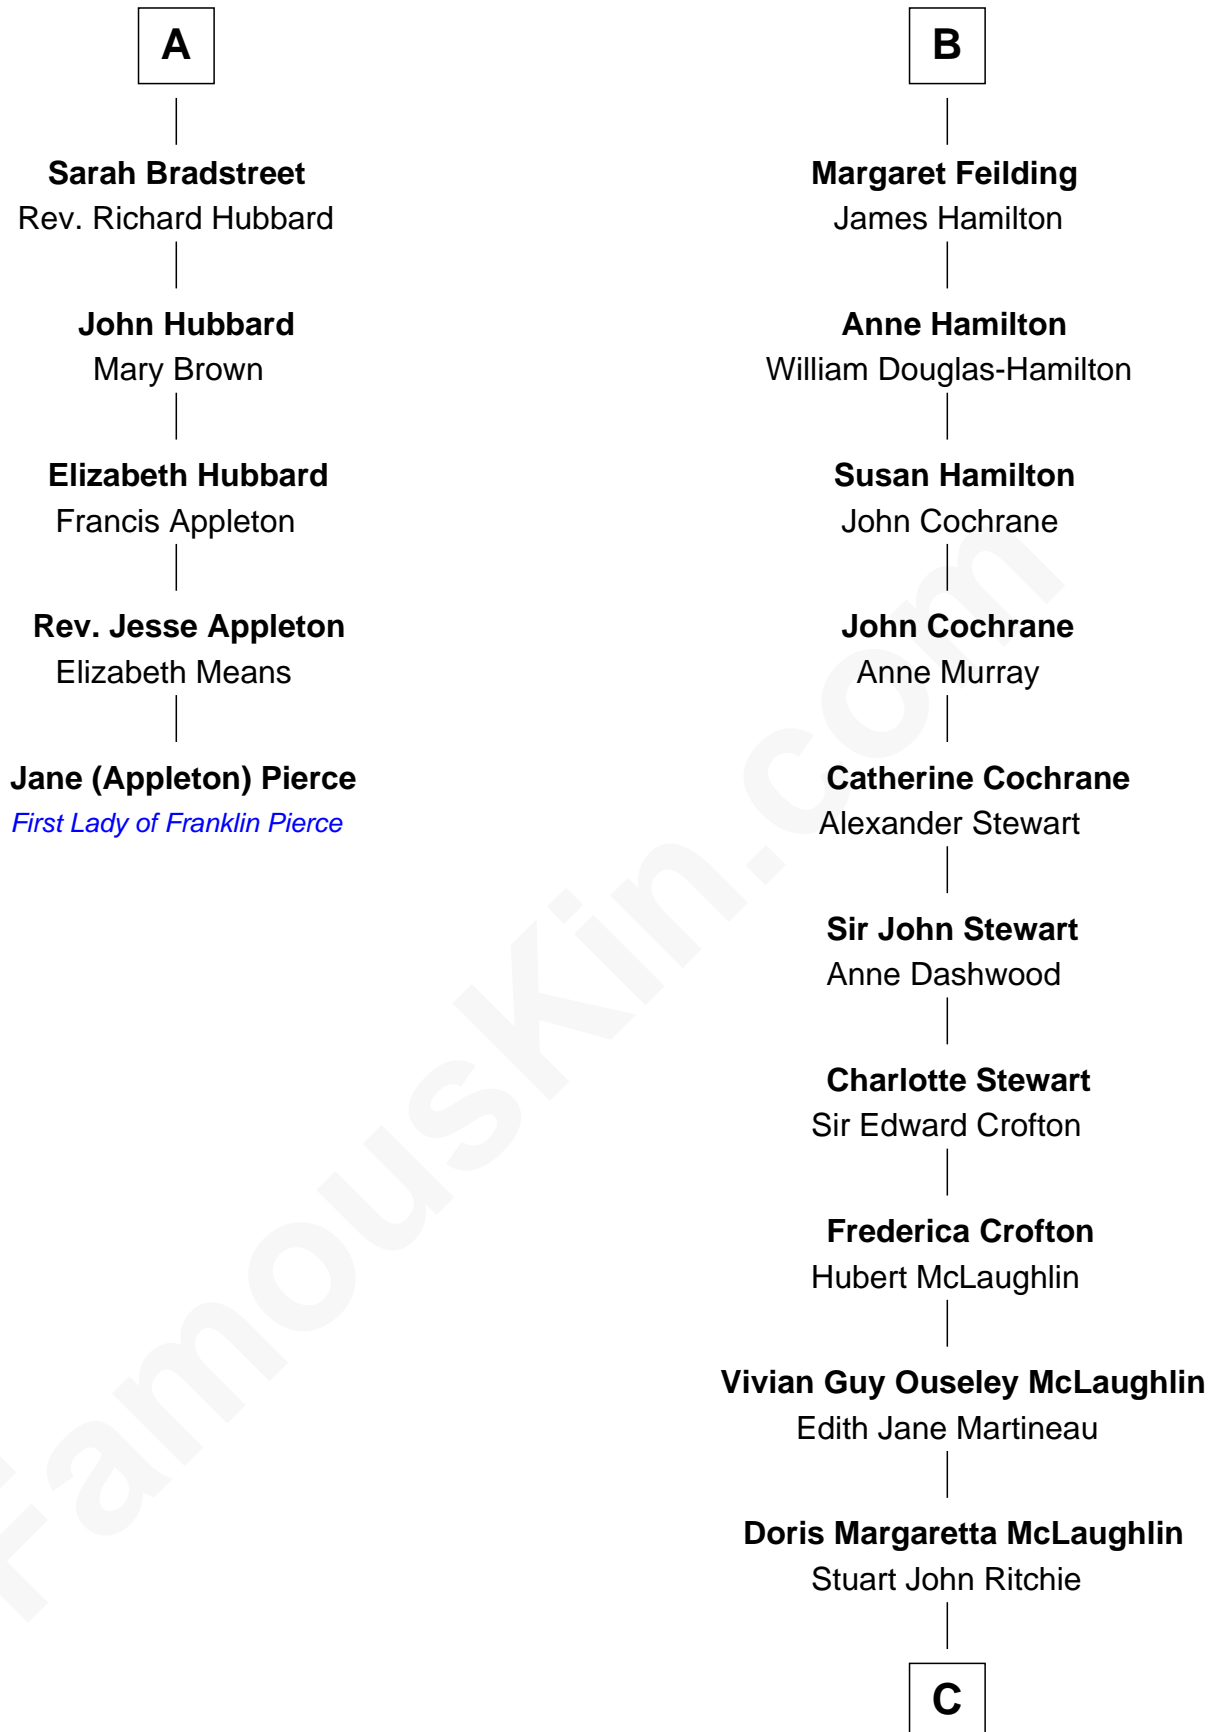 A
Sarah Bradstreet
Rev. Richard Hubbard
John Hubbard
Mary Brown
Elizabeth Hubbard
Francis Appleton
Rev. Jesse Appleton
Elizabeth Means
Jane (Appleton) Pierce
First Lady of Franklin Pierce
B
Margaret Feilding
James Hamilton
Anne Hamilton
William Douglas-Hamilton
Susan Hamilton
John Cochrane
John Cochrane
Anne Murray
Catherine Cochrane
Alexander Stewart
Sir John Stewart
Anne Dashwood
Charlotte Stewart
Sir Edward Crofton
Frederica Crofton
Hubert McLaughlin
Vivian Guy Ouseley McLaughlin
Edith Jane Martineau
Doris Margaretta McLaughlin
Stuart John Ritchie
C
FamousKin.com